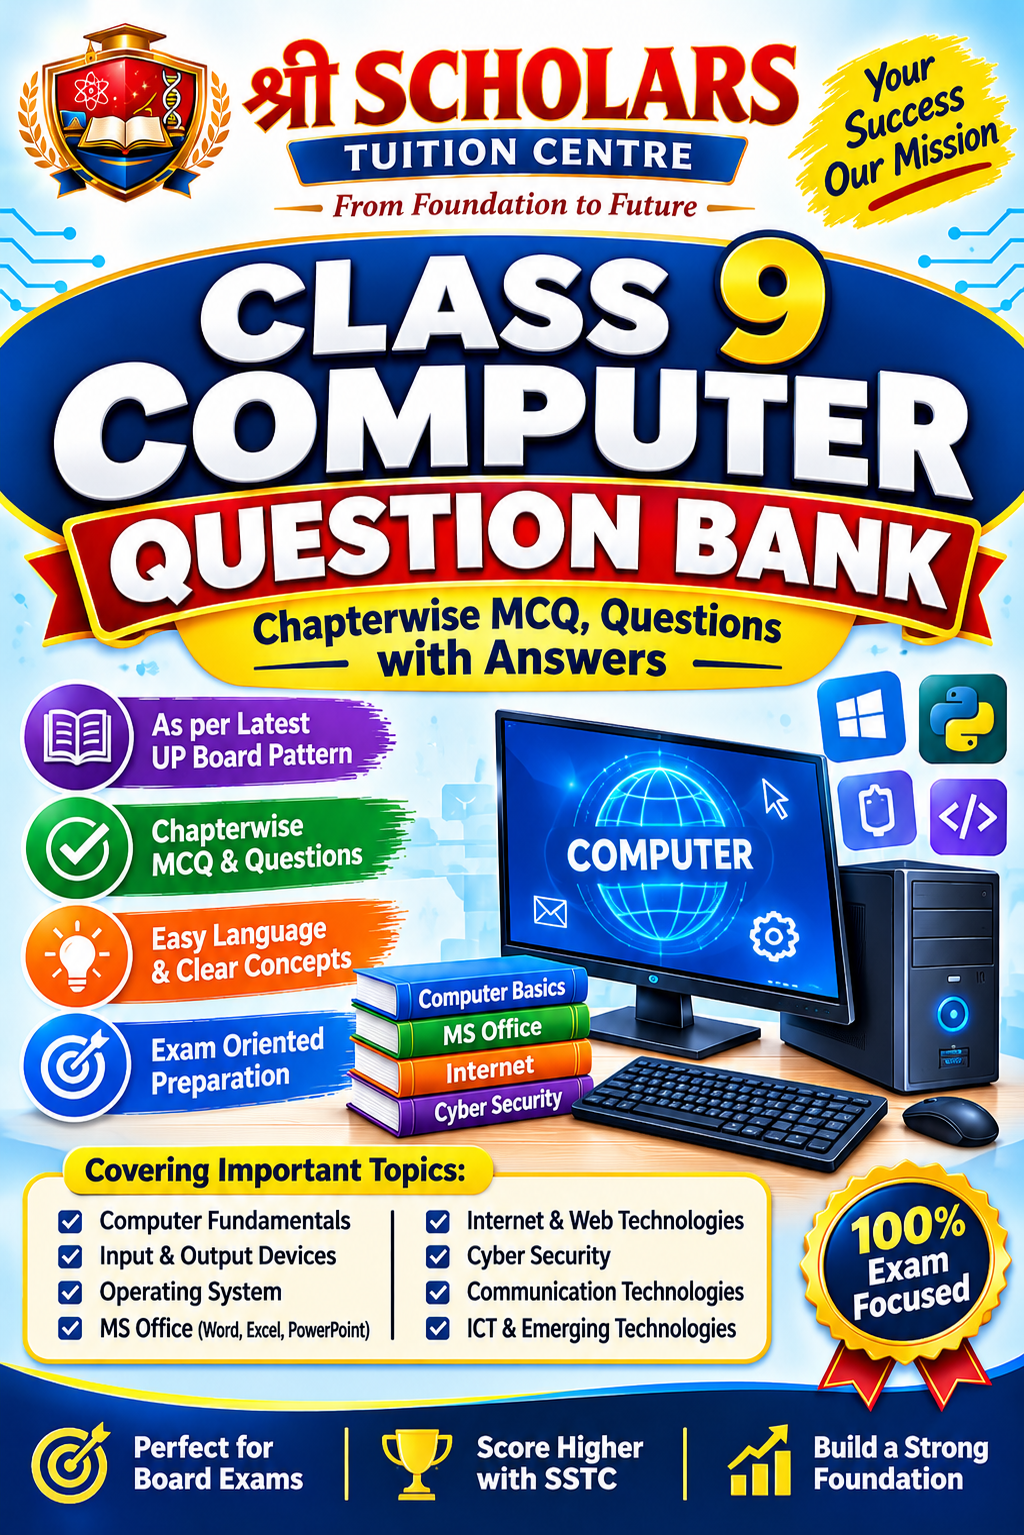 श्री SCHOLARS
TUITION CENTRE
From Foundation to Future
Your
Success
Our Mission
CLASS 9
COMPUTER
QUESTION BANK
Chapterwise MCQ, Questions
with Answers
As per Latest
UP Board Pattern
Chapterwise
MCQ & Questions
Easy Language
& Clear Concepts
Exam Oriented
Preparation
COMPUTER
</>
Computer Basics
MS Office
Internet
Cyber Security
Covering Important Topics:
Computer Fundamentals
Input & Output Devices
Operating System
MS Office (Word, Excel, PowerPoint)
Internet & Web Technologies
Cyber Security
Communication Technologies
ICT & Emerging Technologies
100%
Exam
Focused
Perfect for
Board Exams
Score Higher
with SSTC
Build a Strong
Foundation